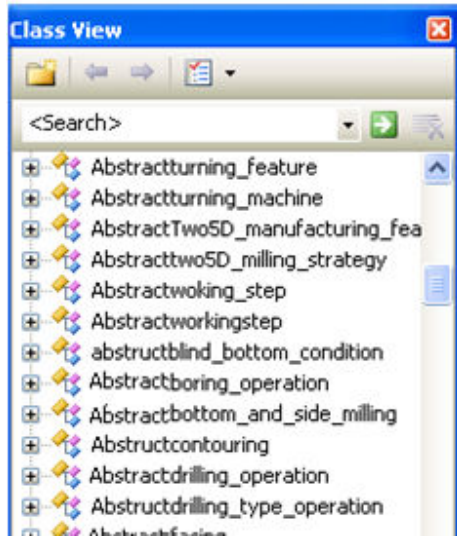 Class View
<Search>
Abstractturning_feature
Abstractturning_machine
AbstractTwo5D_manufacturing_fea
Abstracttwo5D_milling_strategy
Abstractwoking_step
Abstractworkingstep
abstructblind_bottom_condition
Abstractboring_operation
Abstractbottom_and_side_milling
Abstructcontouring
Abstractdrilling_operation
Abstructdrilling_type_operation